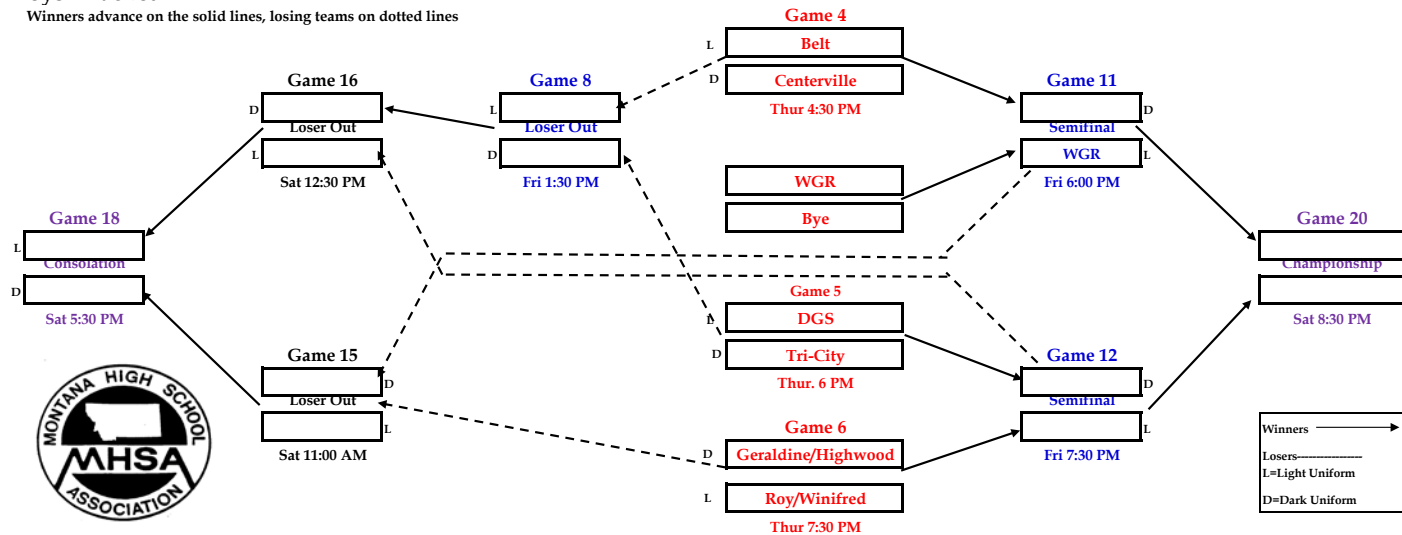 Winners advance on the solid lines, losing teams on dotted lines
Game 4
L Belt
D Centerville
Thur 4:30 PM
Game 16
D
Loser Out
L
Sat 12:30 PM
Game 8
L
Loser Out
D
Fri 1:30 PM
Game 11
D
Semifinal
WGR L
Fri 6:00 PM
WGR
Bye
Game 18
L
Consolation
D
Sat 5:30 PM
Game 20
Championship
Sat 8:30 PM
Game 5
L DGS
D Tri-City
Thur. 6 PM
Game 15
D
Loser Out
L
Sat 11:00 AM
Game 12
D
Semifinal
L
Fri 7:30 PM
Game 6
D Geraldine/Highwood
L Roy/Winifred
Thur 7:30 PM
MONTANA HIGH SCHOOL
MHSA
ASSOCIATION
Winners
Losers-----------------
L=Light Uniform
D=Dark Uniform